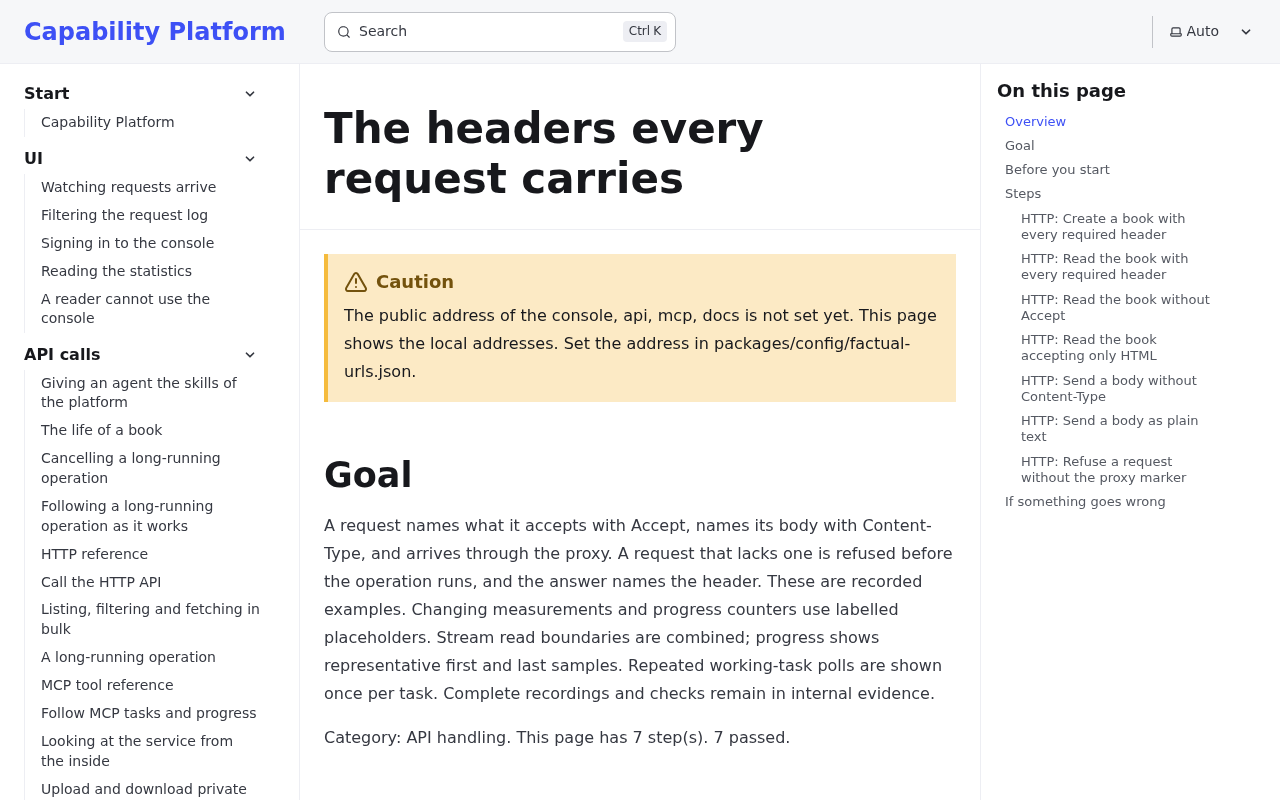 Capability Platform
Search
Ctrl K
Auto
Start
Capability Platform
UI
Watching requests arrive
Filtering the request log
Signing in to the console
Reading the statistics
A reader cannot use the
console
API calls
Giving an agent the skills of
the platform
The life of a book
Cancelling a long-running
operation
Following a long-running
operation as it works
HTTP reference
Call the HTTP API
Listing, filtering and fetching in
bulk
A long-running operation
MCP tool reference
Follow MCP tasks and progress
Looking at the service from
the inside
Upload and download private
The headers every
request carries
Caution
The public address of the console, api, mcp, docs is not set yet. This page
shows the local addresses. Set the address in packages/config/factual-
urls.json.
Goal
A request names what it accepts with Accept, names its body with Content-
Type, and arrives through the proxy. A request that lacks one is refused before
the operation runs, and the answer names the header. These are recorded
examples. Changing measurements and progress counters use labelled
placeholders. Stream read boundaries are combined; progress shows
representative first and last samples. Repeated working-task polls are shown
once per task. Complete recordings and checks remain in internal evidence.
Category: API handling. This page has 7 step(s). 7 passed.
On this page
Overview
Goal
Before you start
Steps
HTTP: Create a book with
every required header
HTTP: Read the book with
every required header
HTTP: Read the book without
Accept
HTTP: Read the book
accepting only HTML
HTTP: Send a body without
Content-Type
HTTP: Send a body as plain
text
HTTP: Refuse a request
without the proxy marker
If something goes wrong